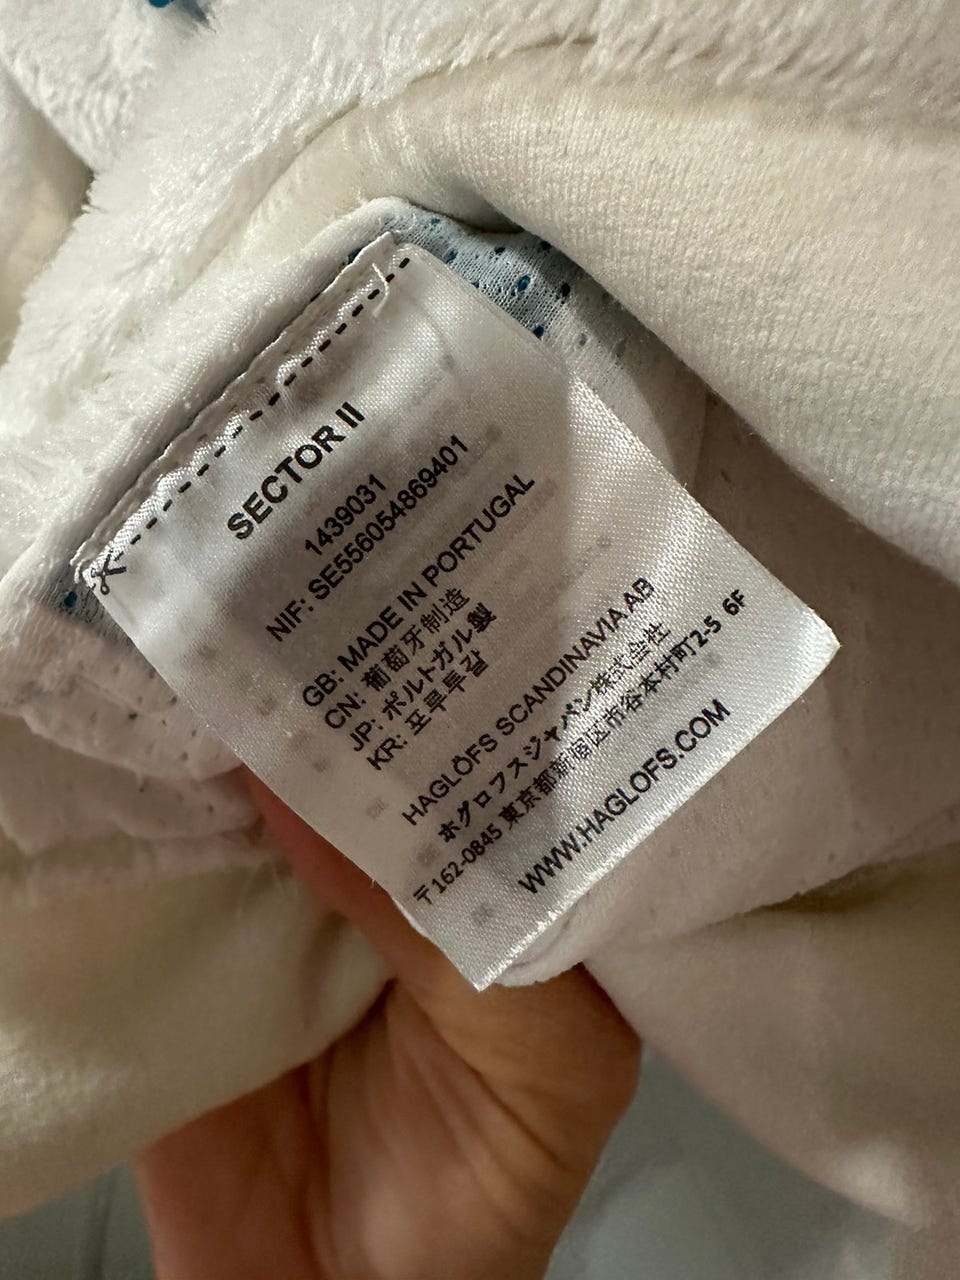 SECTOR II
1439031
NIF: SE556054869401
GB: MADE IN PORTUGAL
CN: 葡萄牙制造
JP: ポルトガル製
KR: 포루투갈
HAGLÖFS SCANDINAVIA AB
ホグロフスジャパン株式会社
〒162-0845 東京都新宿区市谷本村町2-5 6F
WWW.HAGLOFS.COM